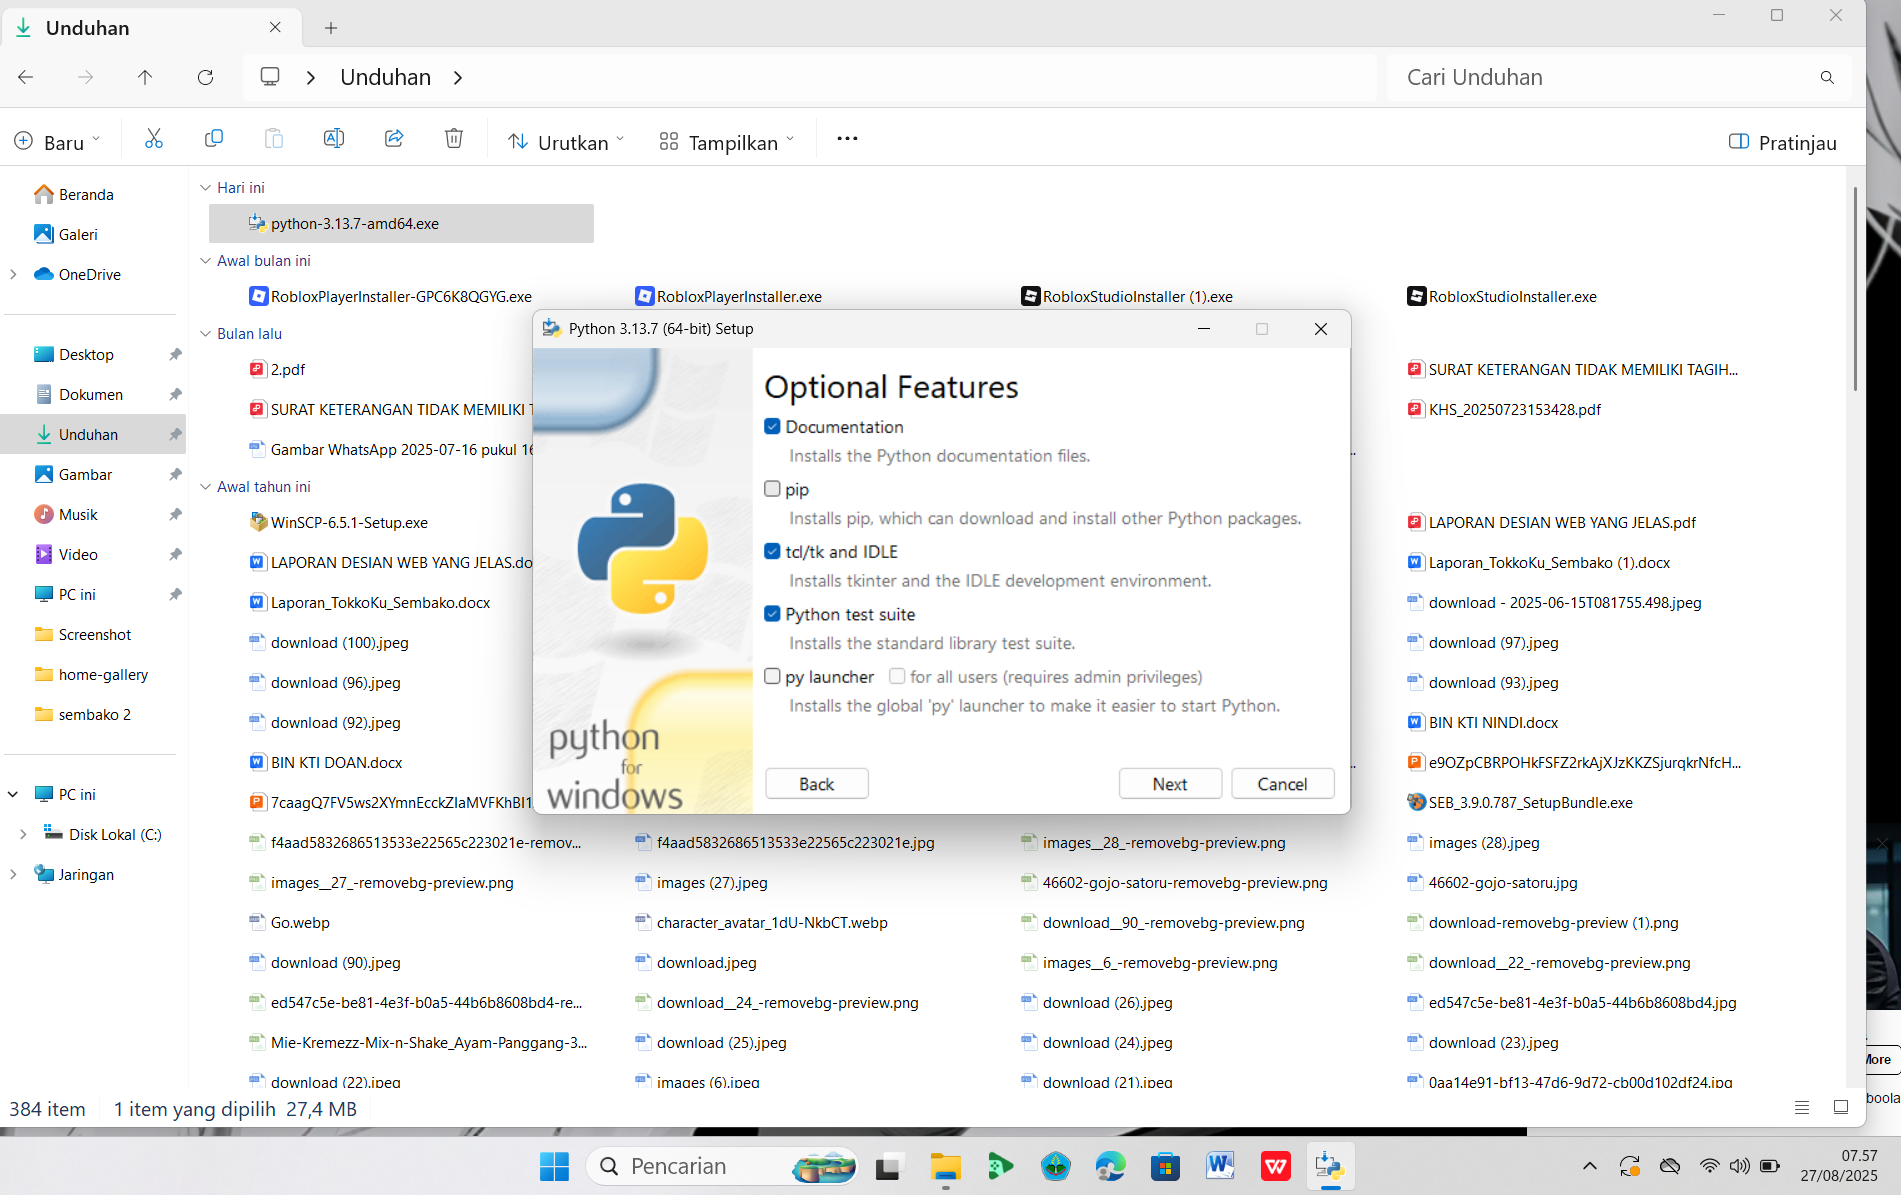 Unduhan
Unduhan
Cari Unduhan
Baru
Urutkan
Tampilkan
Pratinjau
Beranda
Galeri
OneDrive
Desktop
Dokumen
Unduhan
Gambar
Musik
Video
PC ini
Screenshot
home-gallery
sembako 2
PC ini
Disk Lokal (C:)
Jaringan
Hari ini
python-3.13.7-amd64.exe
Awal bulan ini
RobloxPlayerInstaller-GPC6K8QGYG.exe
RobloxPlayerInstaller.exe
RobloxStudioInstaller (1).exe
RobloxStudioInstaller.exe
Bulan lalu
2.pdf
SURAT KETERANGAN TIDAK MEMILIKI TAGIH...
SURAT KETERANGAN TIDAK MEMILIKI
KHS_20250723153428.pdf
Gambar WhatsApp 2025-07-16 pukul
Awal tahun ini
WinSCP-6.5.1-Setup.exe
LAPORAN DESIAN WEB YANG JELAS.pdf
LAPORAN DESIAN WEB YANG JELAS.do
Laporan_TokkoKu_Sembako (1).docx
Laporan_TokkoKu_Sembako.docx
download - 2025-06-15T081755.498.jpeg
download (100).jpeg
download (97).jpeg
download (96).jpeg
download (93).jpeg
download (92).jpeg
BIN KTI NINDI.docx
BIN KTI DOAN.docx
e9OZpCBRPOHkFSFZ2rkAjXJzKKZSjurqkrNfcH...
7caagQ7FV5ws2XYmnEcckZIaMVFKhBI1
SEB_3.9.0.787_SetupBundle.exe
f4aad5832686513533e22565c223021e-remov...
f4aad5832686513533e22565c223021e.jpg
images__28_-removebg-preview.png
images (28).jpeg
images__27_-removebg-preview.png
images (27).jpeg
46602-gojo-satoru-removebg-preview.png
46602-gojo-satoru.jpg
Go.webp
character_avatar_1dU-NkbCT.webp
download__90_-removebg-preview.png
download-removebg-preview (1).png
download (90).jpeg
download.jpeg
images__6_-removebg-preview.png
download__22_-removebg-preview.png
ed547c5e-be81-4e3f-b0a5-44b6b8608bd4-re...
download__24_-removebg-preview.png
download (26).jpeg
ed547c5e-be81-4e3f-b0a5-44b6b8608bd4.jpg
Mie-Kremezz-Mix-n-Shake_Ayam-Panggang-3...
download (25).jpeg
download (24).jpeg
download (23).jpeg
download (22).jpeg
images (6).jpeg
download (21).jpeg
0aa14e91-bf13-47d6-9d72-cb00d102df24.jpg
Python 3.13.7 (64-bit) Setup
Optional Features
Documentation
Installs the Python documentation files.
pip
Installs pip, which can download and install other Python packages.
tcl/tk and IDLE
Installs tkinter and the IDLE development environment.
Python test suite
Installs the standard library test suite.
py launcher for all users (requires admin privileges)
Installs the global 'py' launcher to make it easier to start Python.
python
for
windows
Back
Next
Cancel
More
boola
384 item
1 item yang dipilih 27,4 MB
Pencarian
07.57
27/08/2025